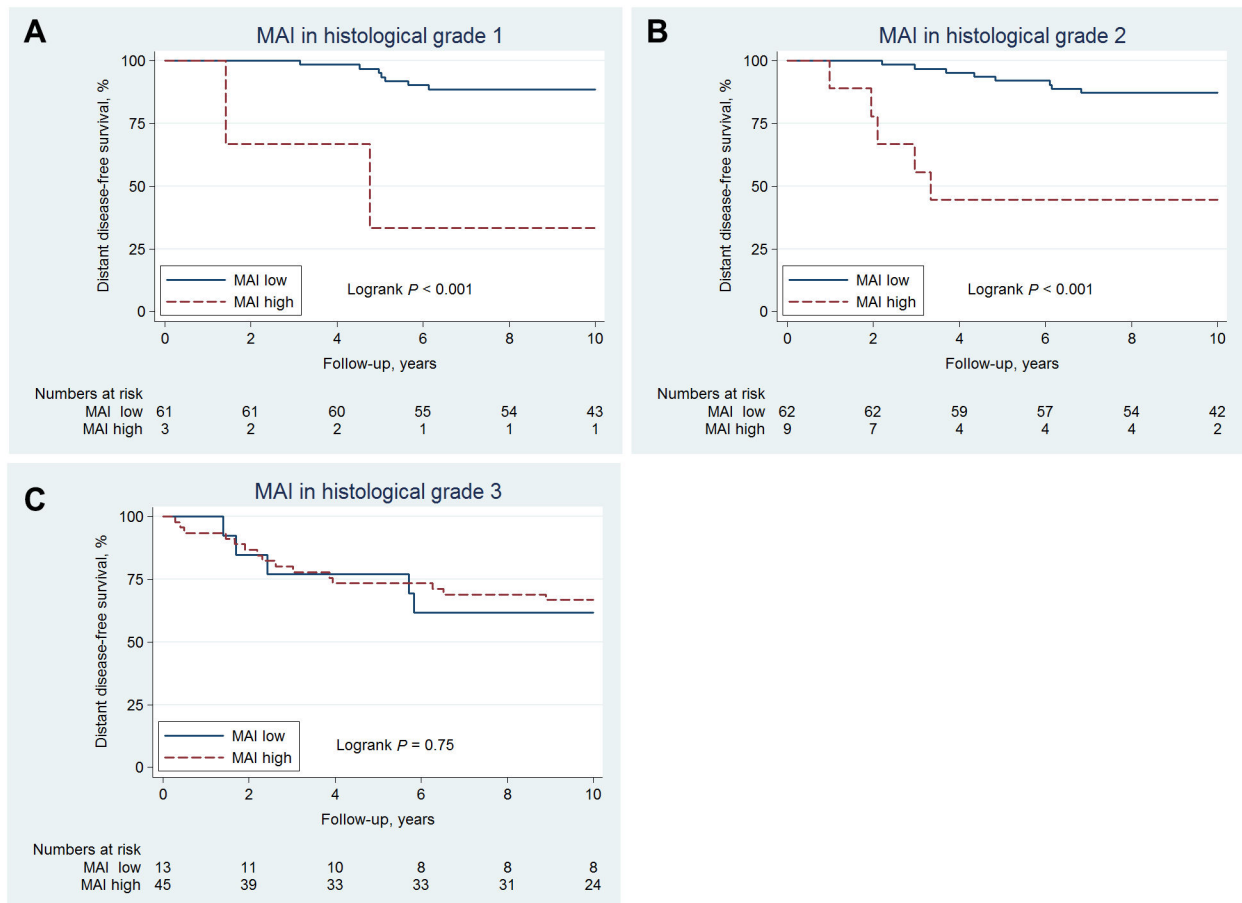 A
MAI in histological grade 1
Distant disease-free survival, %
100
75
50
25
0
MAI low
MAI high
Logrank P < 0.001
0 2 4 6 8 10
Follow-up, years
Numbers at risk
MAI low 61 61 60 55 54 43
MAI high 3 2 2 1 1 1
B
MAI in histological grade 2
Distant disease-free survival, %
100
75
50
25
0
MAI low
MAI high
Logrank P < 0.001
0 2 4 6 8 10
Follow-up, years
Numbers at risk
MAI low 62 62 59 57 54 42
MAI high 9 7 4 4 4 2
C
MAI in histological grade 3
Distant disease-free survival, %
100
75
50
25
0
MAI low
MAI high
Logrank P = 0.75
0 2 4 6 8 10
Follow-up, years
Numbers at risk
MAI low 13 11 10 8 8 8
MAI high 45 39 33 33 31 24